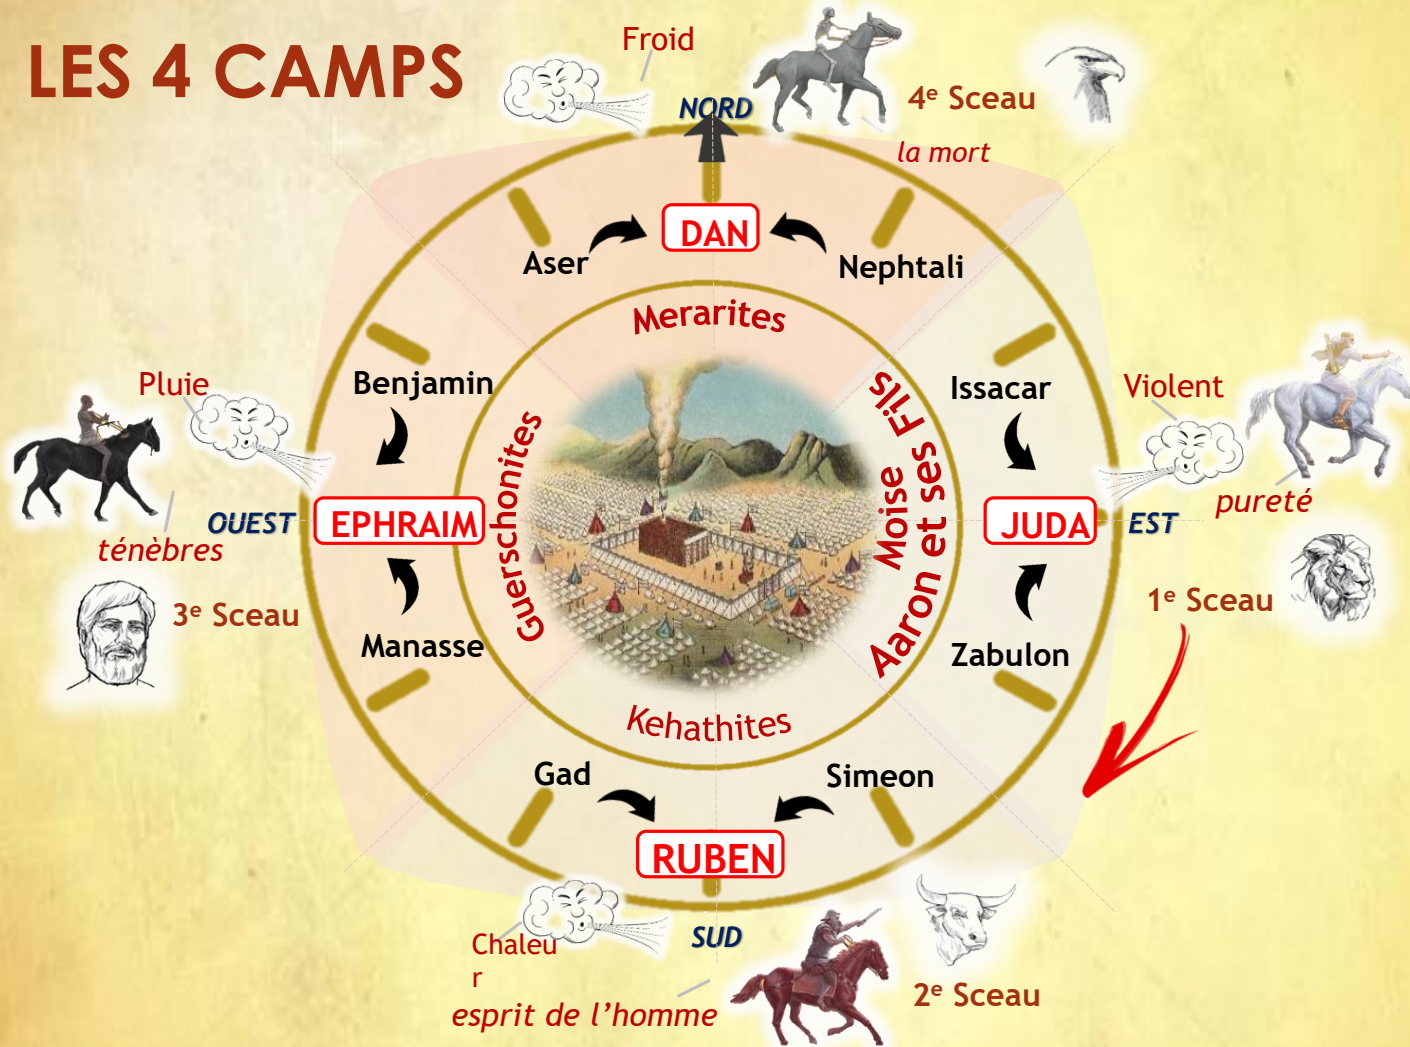 LES 4 CAMPS
Froid
NORD
4e Sceau
la mort
DAN
Aser
Nephtali
Merarites
Pluie
Benjamin
Issacar
Violent
Guerschonites
Aaron et ses Fils
Moise
pureté
OUEST
EPHRAIM
JUDA
EST
ténèbres
3e Sceau
1e Sceau
Manasse
Zabulon
Kehathites
Gad
Simeon
RUBEN
SUD
Chaleu
r
esprit de l’homme
2e Sceau